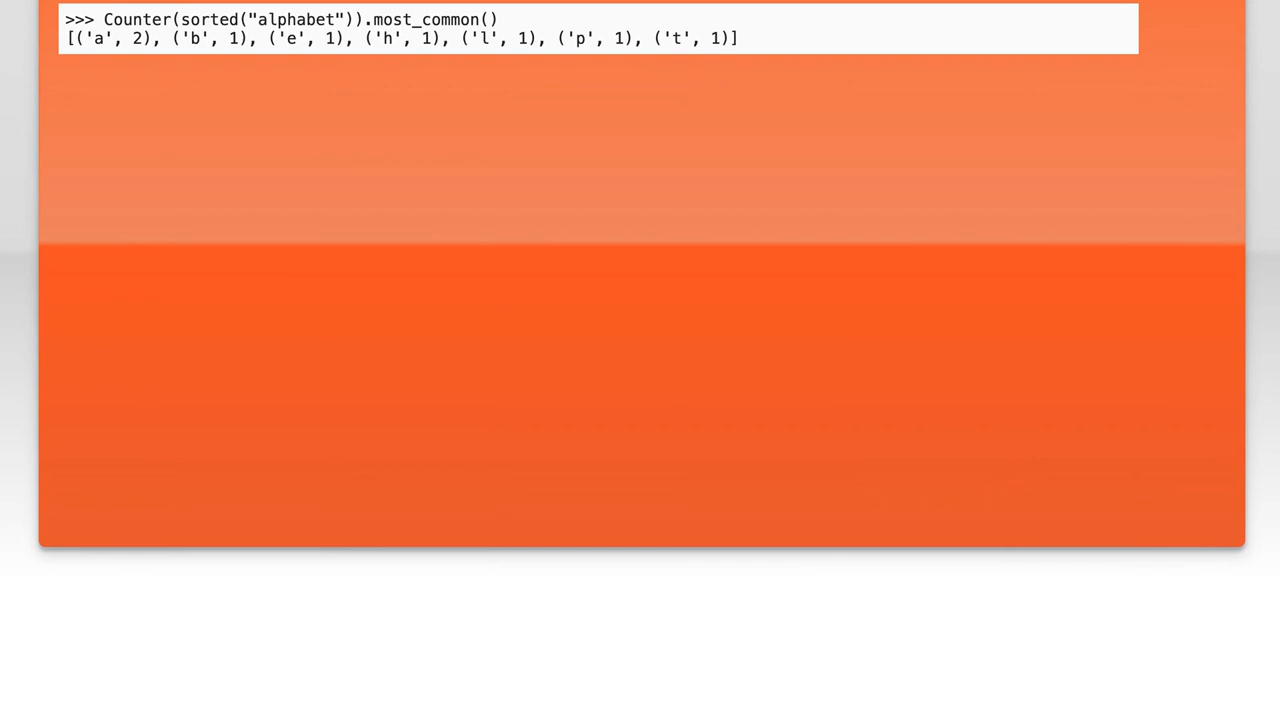 >>> Counter(sorted("alphabet")).most_common()
[('a', 2), ('b', 1), ('e', 1), ('h', 1), ('l', 1), ('p', 1), ('t', 1)]